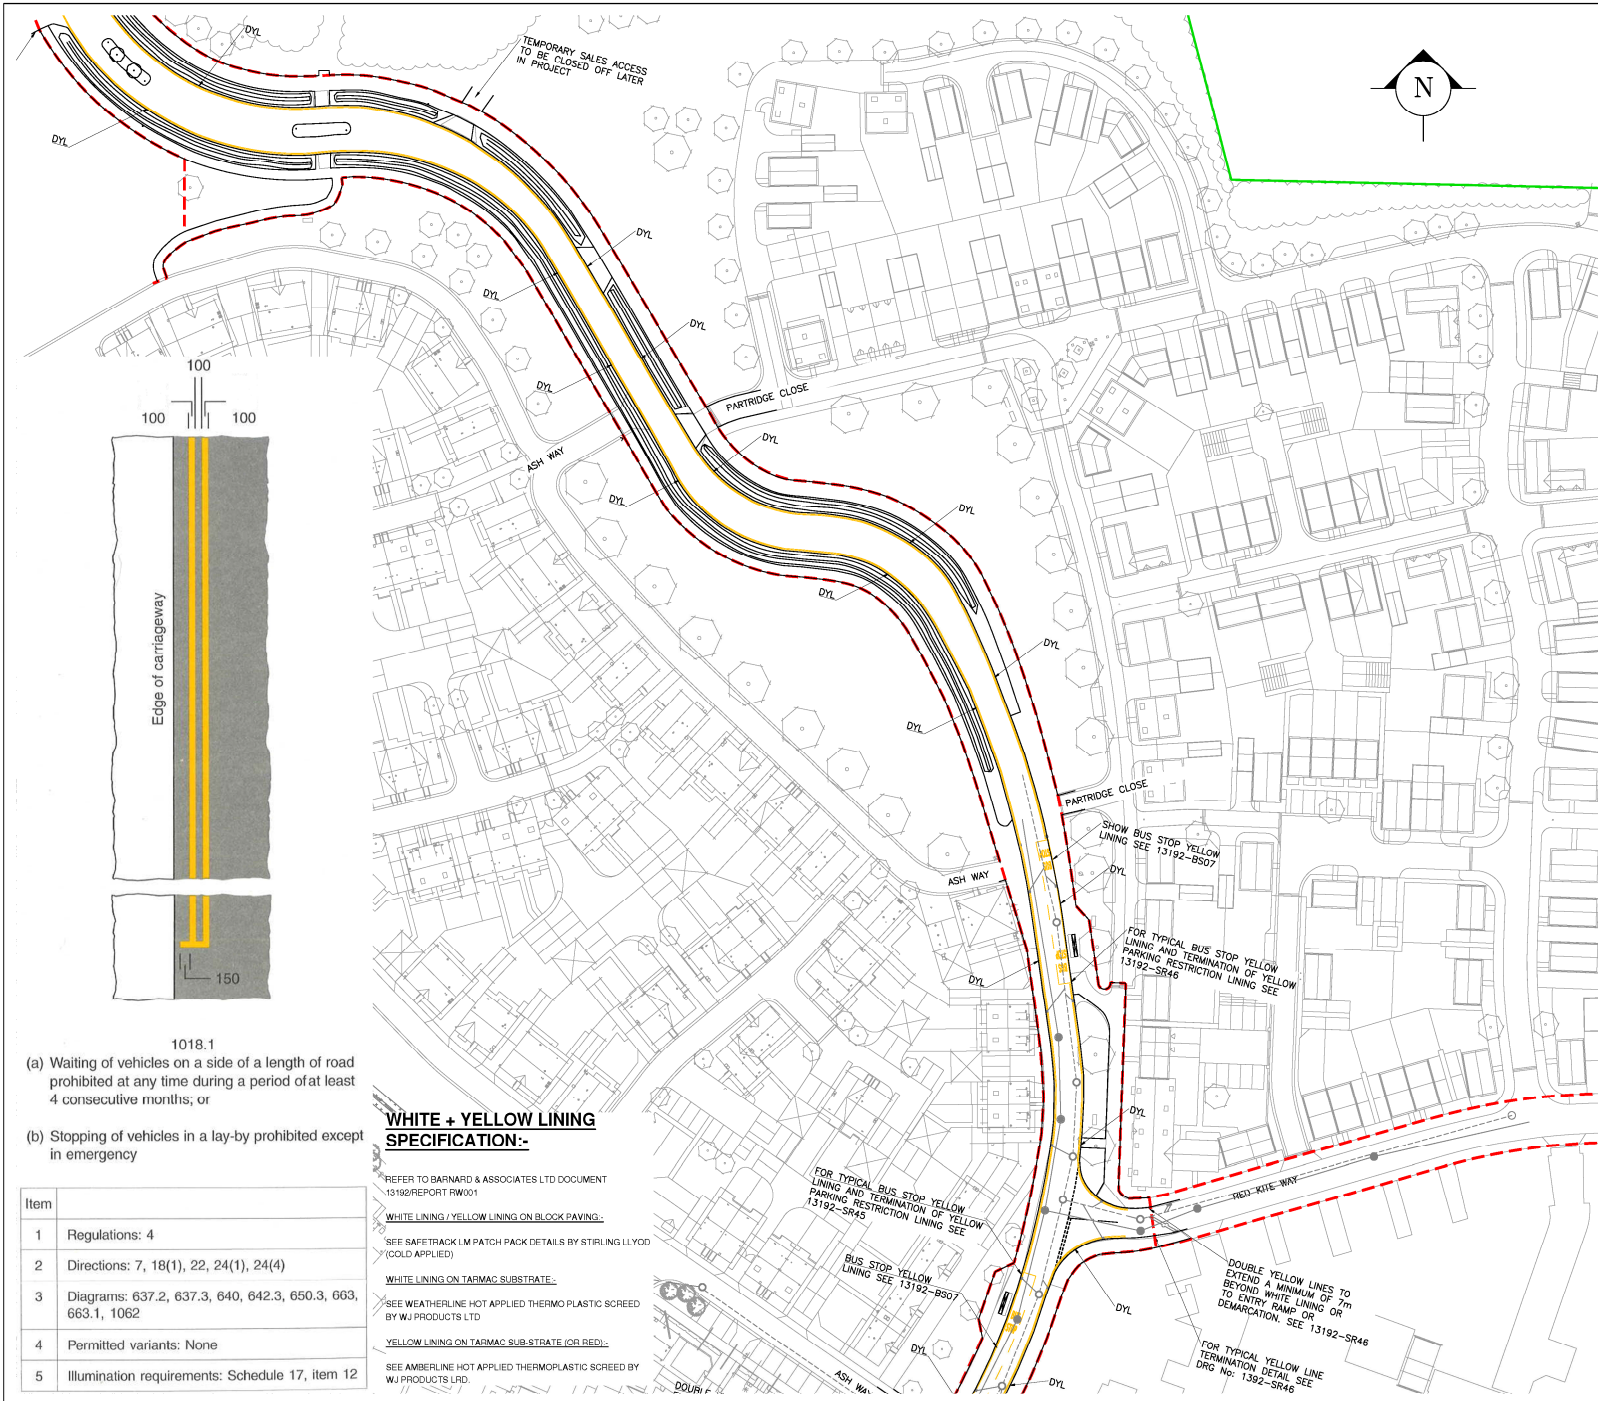 DYL
TEMPORARY SALES ACCESS
TO BE CLOSED OFF LATER
IN PROJECT
N
DYL
DYL
DYL
DYL
DYL
PARTRIDGE CLOSE
DYL
ASH WAY
DYL
DYL
DYL
DYL
DYL
PARTRIDGE CLOSE
SHOW BUS STOP YELLOW
LINING SEE 13192-BS07
DYL
ASH WAY
FOR TYPICAL BUS STOP YELLOW
LINING AND TERMINATION OF YELLOW
PARKING RESTRICTION LINING SEE
13192-SR46
DYL
DYL
RED KITE WAY
FOR TYPICAL BUS STOP YELLOW
LINING AND TERMINATION OF YELLOW
PARKING RESTRICTION LINING SEE
13192-SR45
BUS STOP YELLOW
LINING SEE 13192-BS07
DOUBLE YELLOW LINES TO
EXTEND A MINIMUM OF 7m
BEYOND WHITE LINING OR
TO ENTRY RAMP OR
DEMARCATION. SEE 13192-SR46
DYL
FOR TYPICAL YELLOW LINE
TERMINATION DETAIL SEE
DRG No: 1392-SR46
DYL
DYL
ASH WAY
DOUBLE
100
100
100
Edge of carriageway
150
1018.1
(a) Waiting of vehicles on a side of a length of road
prohibited at any time during a period of at least
4 consecutive months; or
(b) Stopping of vehicles in a lay-by prohibited except
in emergency
Item
1 Regulations: 4
2 Directions: 7, 18(1), 22, 24(1), 24(4)
3 Diagrams: 637.2, 637.3, 640, 642.3, 650.3, 663,
663.1, 1062
4 Permitted variants: None
5 Illumination requirements: Schedule 17, item 12
WHITE + YELLOW LINING
SPECIFICATION:-
REFER TO BARNARD & ASSOCIATES LTD DOCUMENT
13192/REPORT RW001
WHITE LINING / YELLOW LINING ON BLOCK PAVING:-
SEE SAFETRACK LM PATCH PACK DETAILS BY STIRLING LLYOD
(COLD APPLIED)
WHITE LINING ON TARMAC SUBSTRATE:-
SEE WEATHERLINE HOT APPLIED THERMO PLASTIC SCREED
BY WJ PRODUCTS LTD
YELLOW LINING ON TARMAC SUB-STRATE (OR RED):-
SEE AMBERLINE HOT APPLIED THERMOPLASTIC SCREED BY
WJ PRODUCTS LRD.